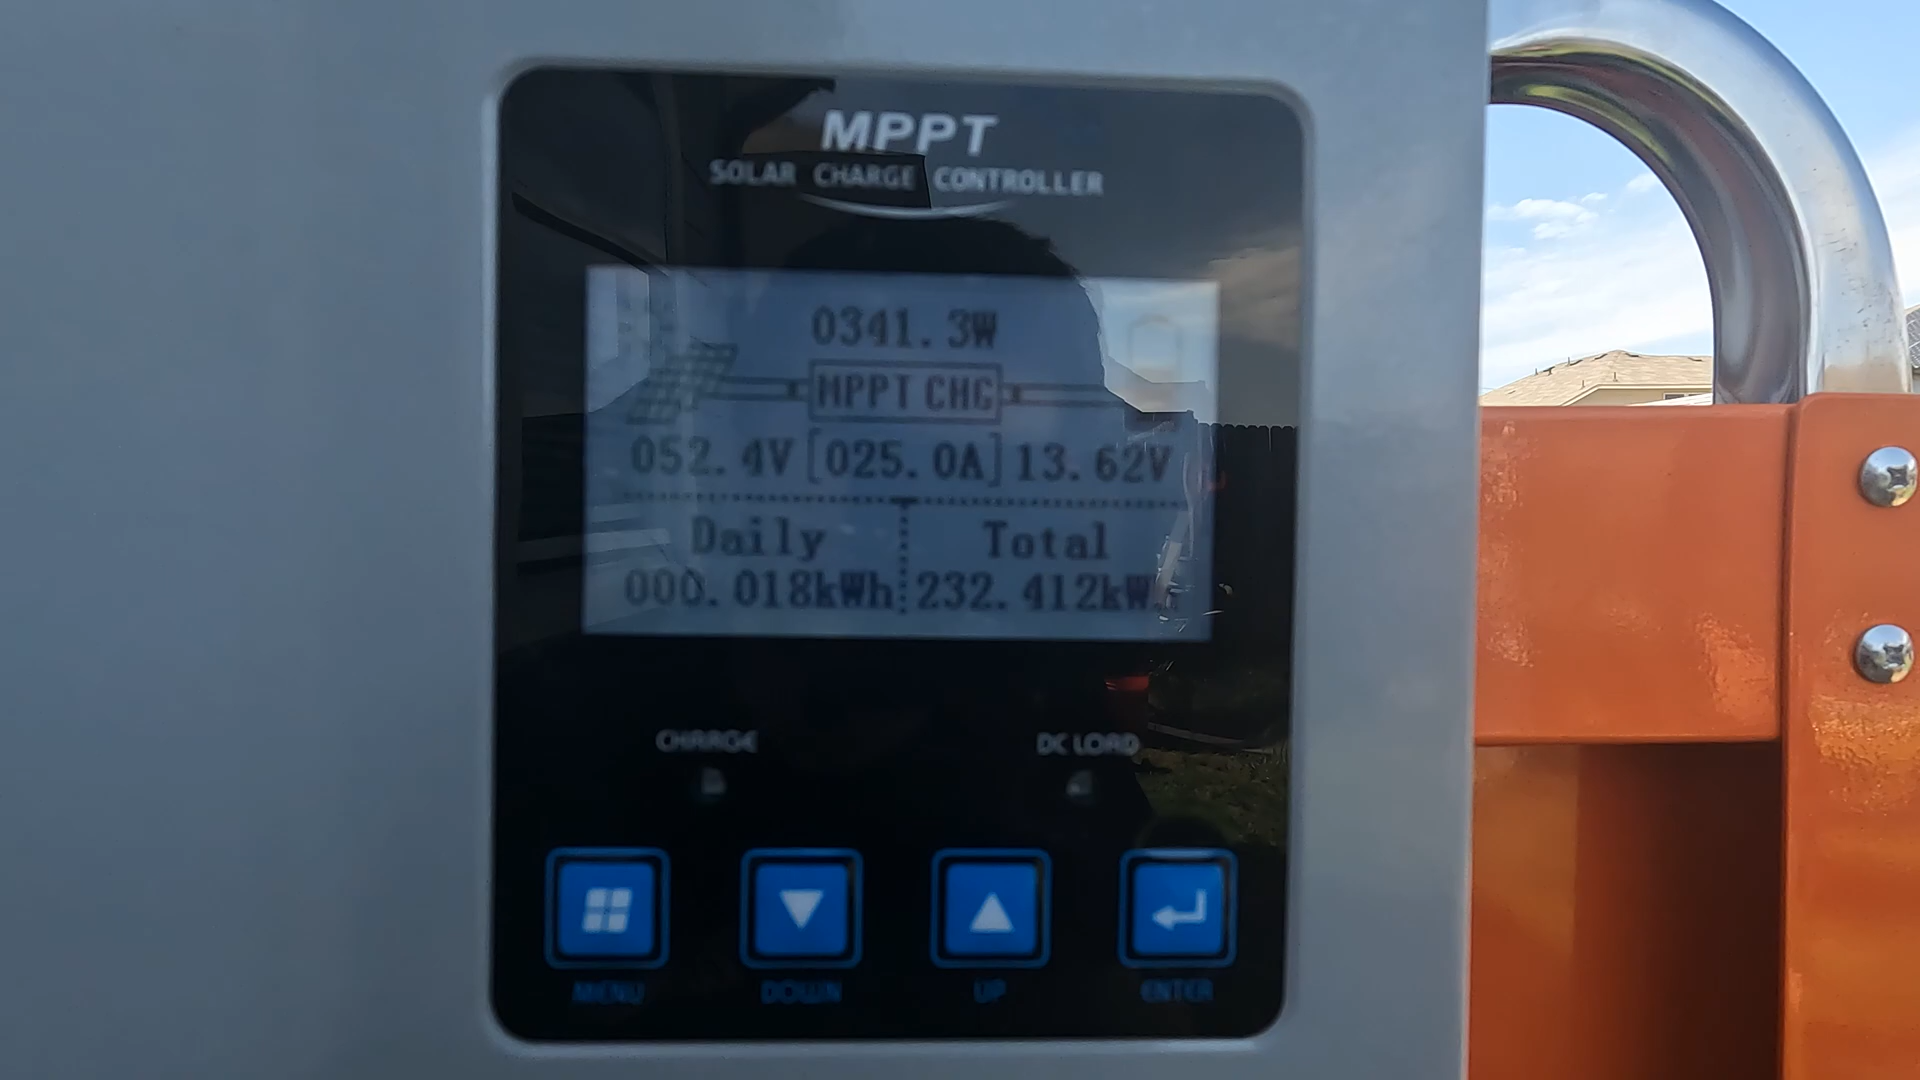 MPPT
SOLAR CHARGE CONTROLLER
0341.3W
MPPT CHG
052.4V [025.0A] 13.62V
Daily Total
000.018kWh 232.412kWh
CHARGE DC LOAD
MENU DOWN UP ENTER